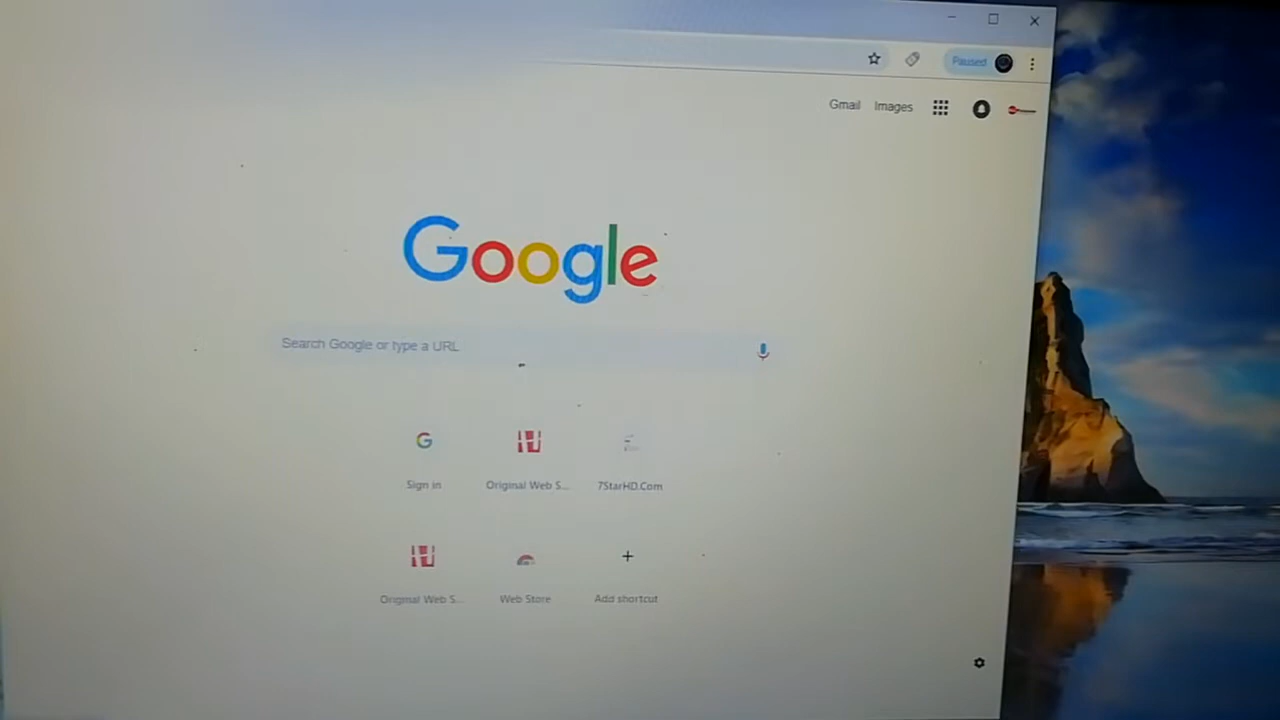 Paused
Gmail Images
Google
Search Google or type a URL
Sign in Original Web S... 7StarHD.Com
Original Web S... Web Store Add shortcut